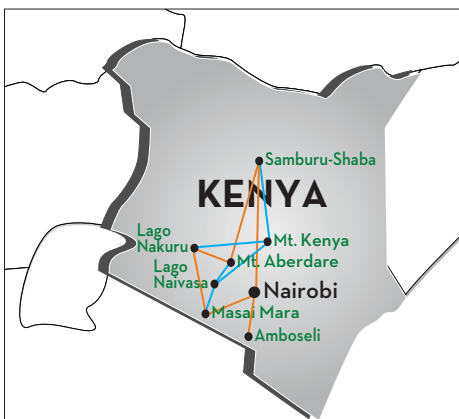 Samburu-Shaba
KENYA
Lago
Nakuru
Mt. Kenya
Mt. Aberdare
Lago
Naivasa
Nairobi
Masai Mara
Amboseli